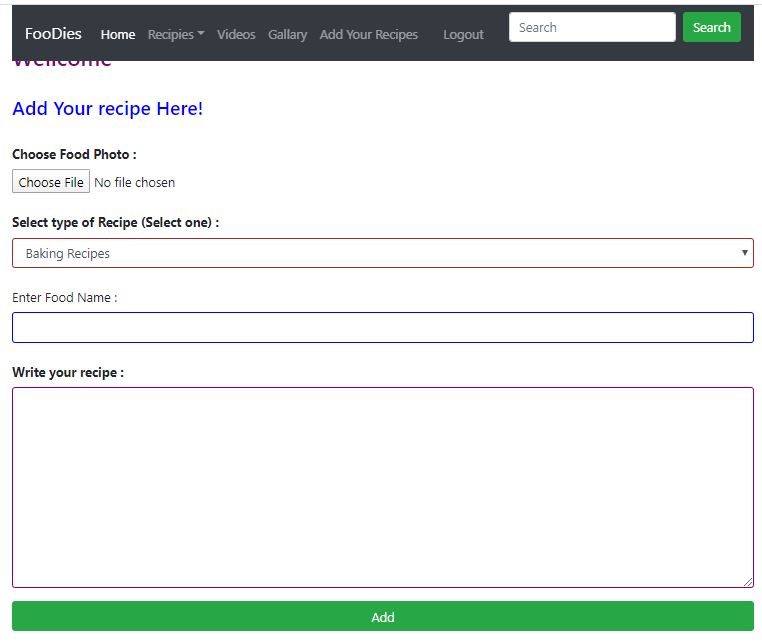 FooDies Home Recipies Videos Gallary Add Your Recipes Logout Search Search
Wellcome
Add Your recipe Here!
Choose Food Photo :
Choose File No file chosen
Select type of Recipe (Select one) :
Baking Recipes
Enter Food Name :
Write your recipe :
Add